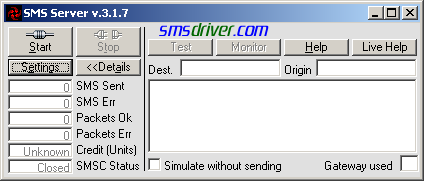 SMS Server v.3.1.7
smsdriver.com
Start Stop Test Monitor Help Live Help
Settings <<Details Dest. Origin
0 SMS Sent
0 SMS Err
0 Packets Ok
0 Packets Err
Unknown Credit (Units)
Closed SMSC Status Simulate without sending Gateway used